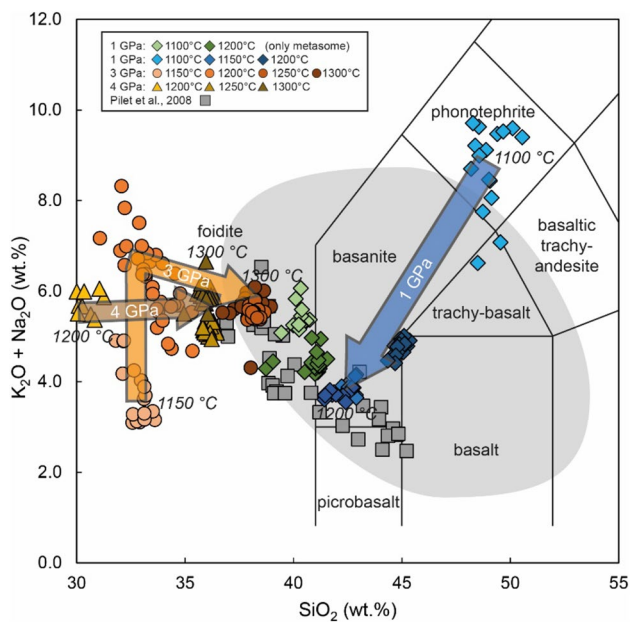 12.0
10.0
8.0
6.0
4.0
2.0
0.0
K₂O + Na₂O (wt.%)
1 GPa: 1100°C 1200°C (only metasome)
1 GPa: 1100°C 1150°C 1200°C
3 GPa: 1150°C 1200°C 1250°C 1300°C
4 GPa: 1200°C 1250°C 1300°C
Pilet et al., 2008
phonotephrite
1100 °C
foidite
1300 °C
basanite
basaltic
trachy-
andesite
3 GPa
1300 °C
1 GPa
4 GPa
trachy-basalt
1200 °C
1150 °C
1200 °C
basalt
picrobasalt
30 35 40 45 50 55
SiO₂ (wt.%)